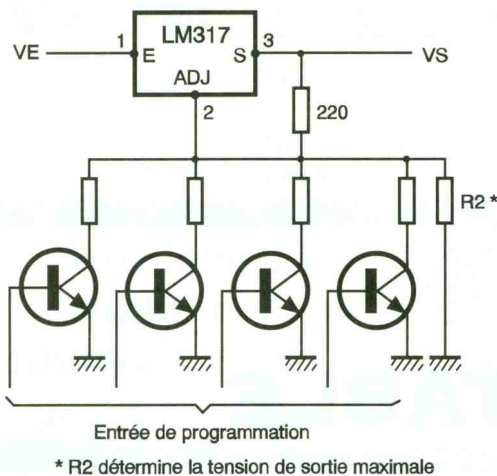 LM317
VE
1
E
S
3
VS
ADJ
2
220
R2 *
Entrée de programmation
* R2 détermine la tension de sortie maximale